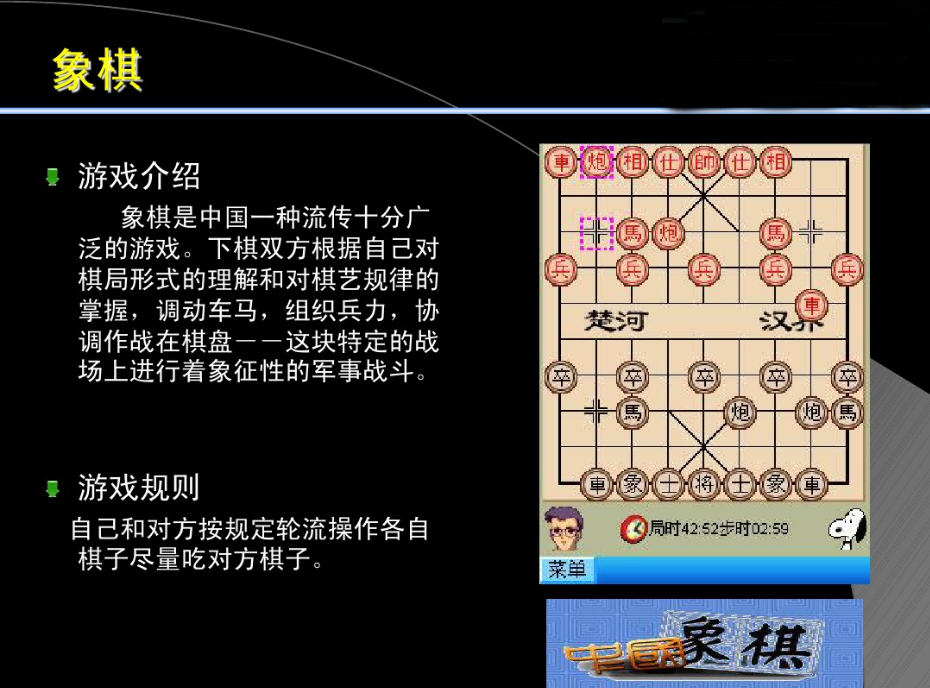 象棋
游戏介绍
象棋是中国一种流传十分广
泛的游戏。下棋双方根据自己对
棋局形式的理解和对棋艺规律的
掌握，调动车马，组织兵力，协
调作战在棋盘－－这块特定的战
场上进行着象征性的军事战斗。
游戏规则
自己和对方按规定轮流操作各自
棋子尽量吃对方棋子。
車炮相仕帥仕相
馬炮馬
兵兵兵兵兵
車
楚河 汉界
卒卒卒卒卒
馬炮炮馬
車象士将士象車
局时42:52步时02:59
菜单
中國象棋